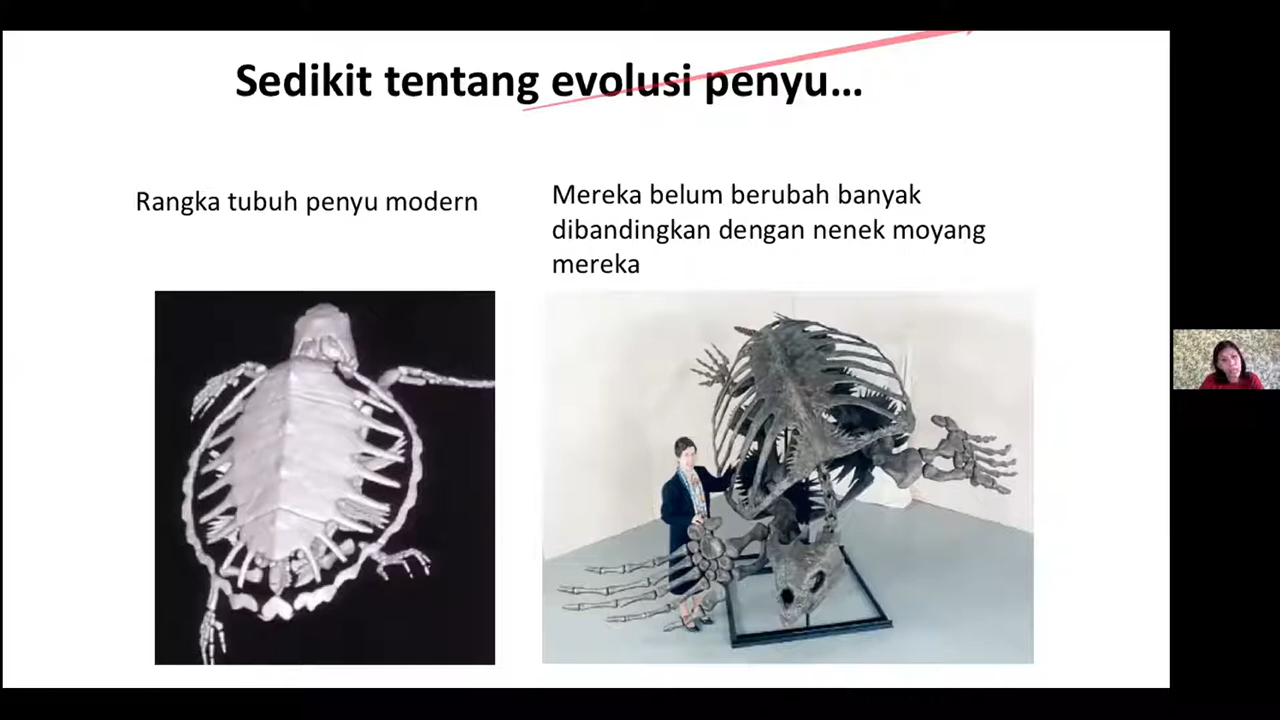 Sedikit tentang evolusi penyu...
Rangka tubuh penyu modern
Mereka belum berubah banyak
dibandingkan dengan nenek moyang
mereka